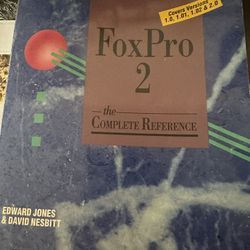 Covers Versions
1.0, 1.01, 1.02 & 2.0
FoxPro
2
the
COMPLETE REFERENCE
EDWARD JONES
& DAVID NESBITT